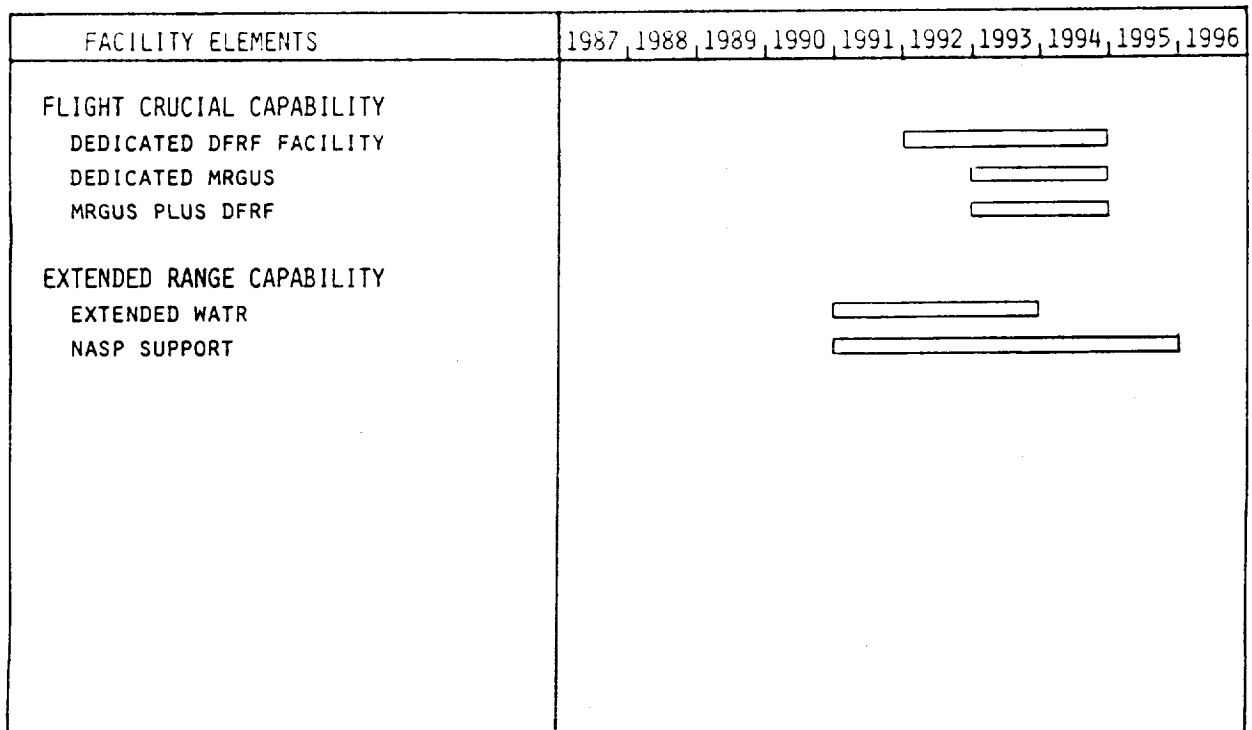 FACILITY ELEMENTS 1987 1988 1989 1990 1991 1992 1993 1994 1995 1996
FLIGHT CRUCIAL CAPABILITY
DEDICATED DFRF FACILITY
DEDICATED MRGUS
MRGUS PLUS DFRF
EXTENDED RANGE CAPABILITY
EXTENDED WATR
NASP SUPPORT